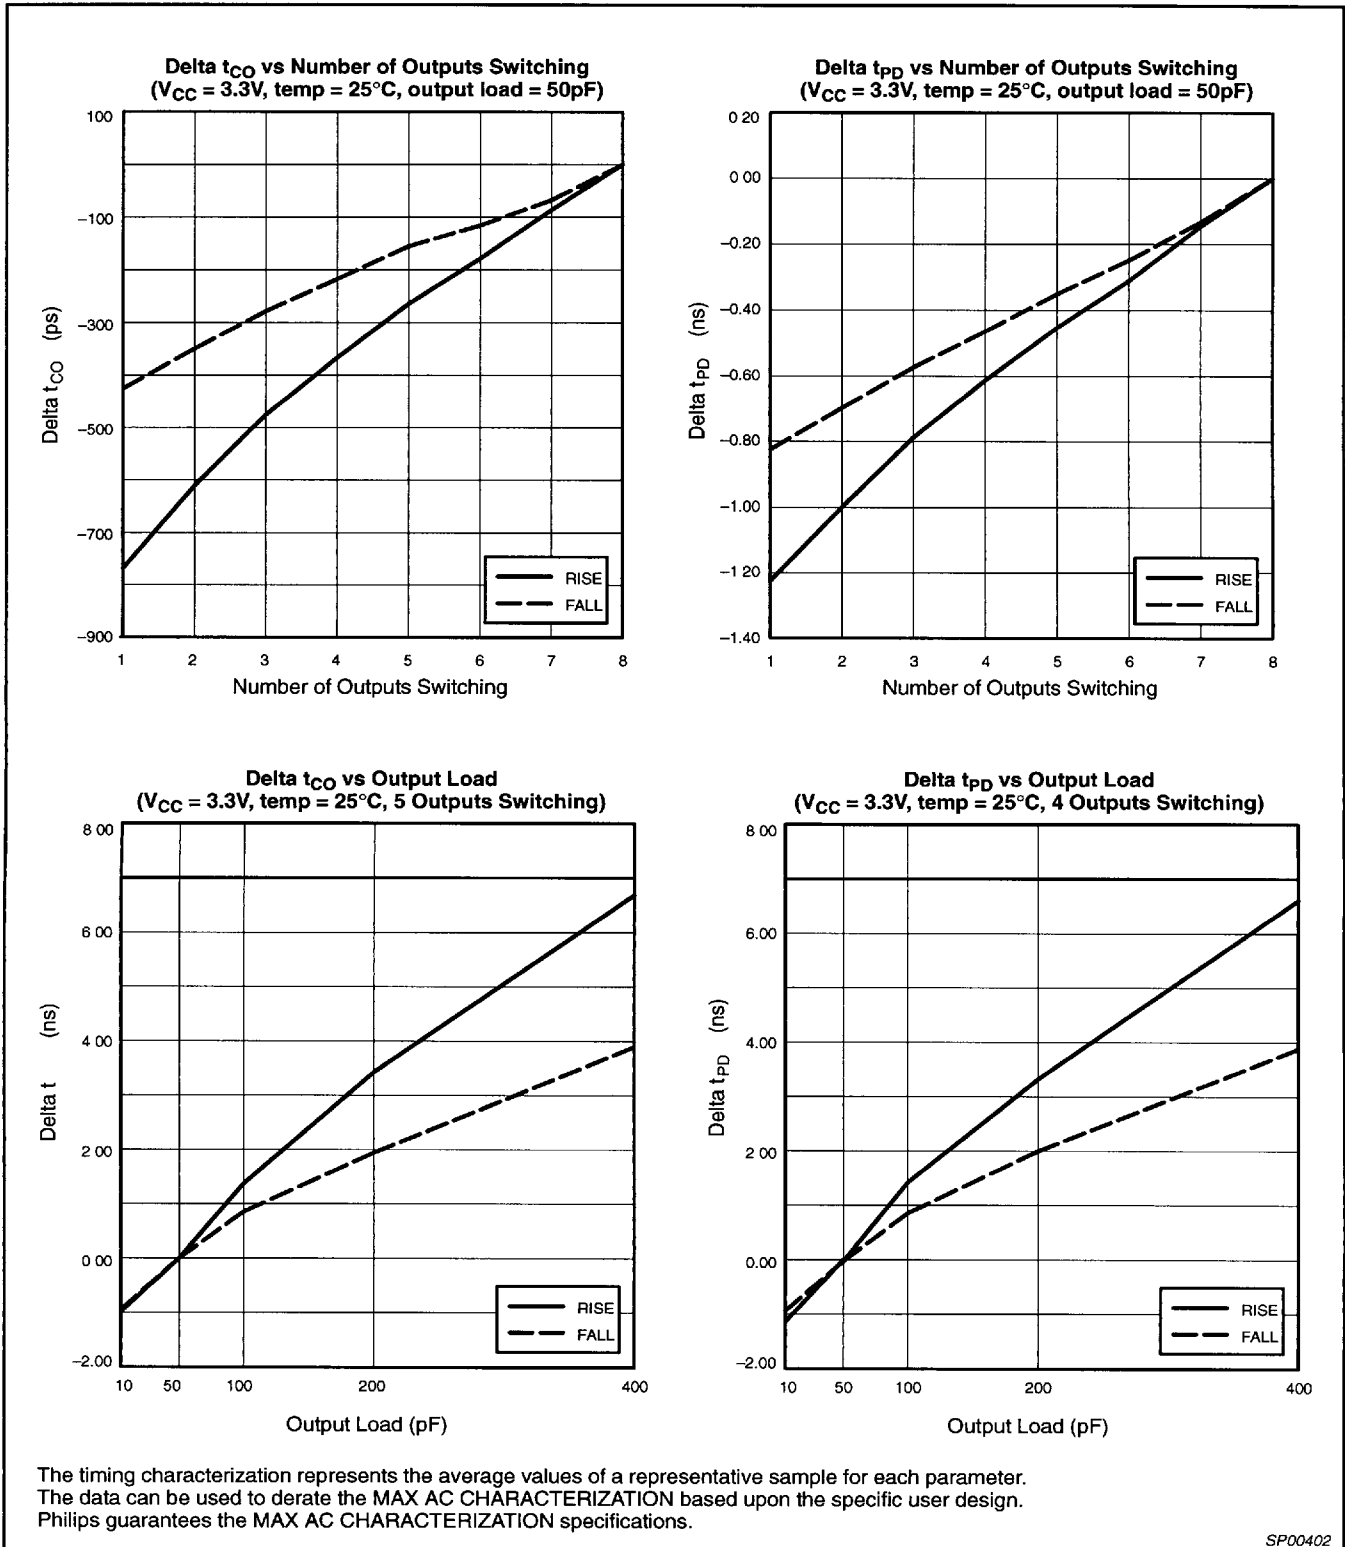 Delta tCO vs Number of Outputs Switching
(VCC = 3.3V, temp = 25°C, output load = 50pF)
100
−100
−300
−500
−700
−900
Delta tCO (ps)
RISE
FALL
1 2 3 4 5 6 7 8
Number of Outputs Switching
Delta tPD vs Number of Outputs Switching
(VCC = 3.3V, temp = 25°C, output load = 50pF)
0 20
0 00
−0.20
−0.40
−0.60
−0.80
−1.00
−1 20
−1.40
Delta tPD (ns)
RISE
FALL
1 2 3 4 5 6 7 8
Number of Outputs Switching
Delta tCO vs Output Load
(VCC = 3.3V, temp = 25°C, 5 Outputs Switching)
8 00
6 00
4 00
2 00
0 00
−2.00
Delta t (ns)
RISE
FALL
10 50 100 200 400
Output Load (pF)
Delta tPD vs Output Load
(VCC = 3.3V, temp = 25°C, 4 Outputs Switching)
8 00
6.00
4.00
2 00
0.00
−2.00
Delta tPD (ns)
RISE
FALL
10 50 100 200 400
Output Load (pF)
The timing characterization represents the average values of a representative sample for each parameter.
The data can be used to derate the MAX AC CHARACTERIZATION based upon the specific user design.
Philips guarantees the MAX AC CHARACTERIZATION specifications.
SP00402